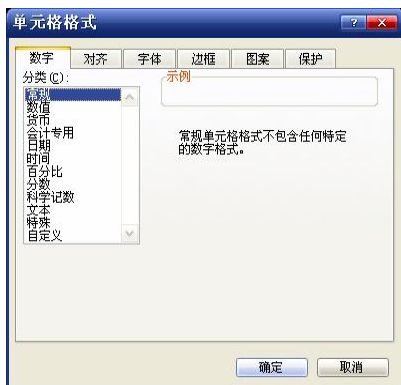 单元格格式
数字 对齐 字体 边框 图案 保护
分类(C):
示例
常规
数值
货币
会计专用
日期
时间
百分比
分数
科学记数
文本
特殊
自定义
常规单元格格式不包含任何特定
的数字格式。
确定 取消